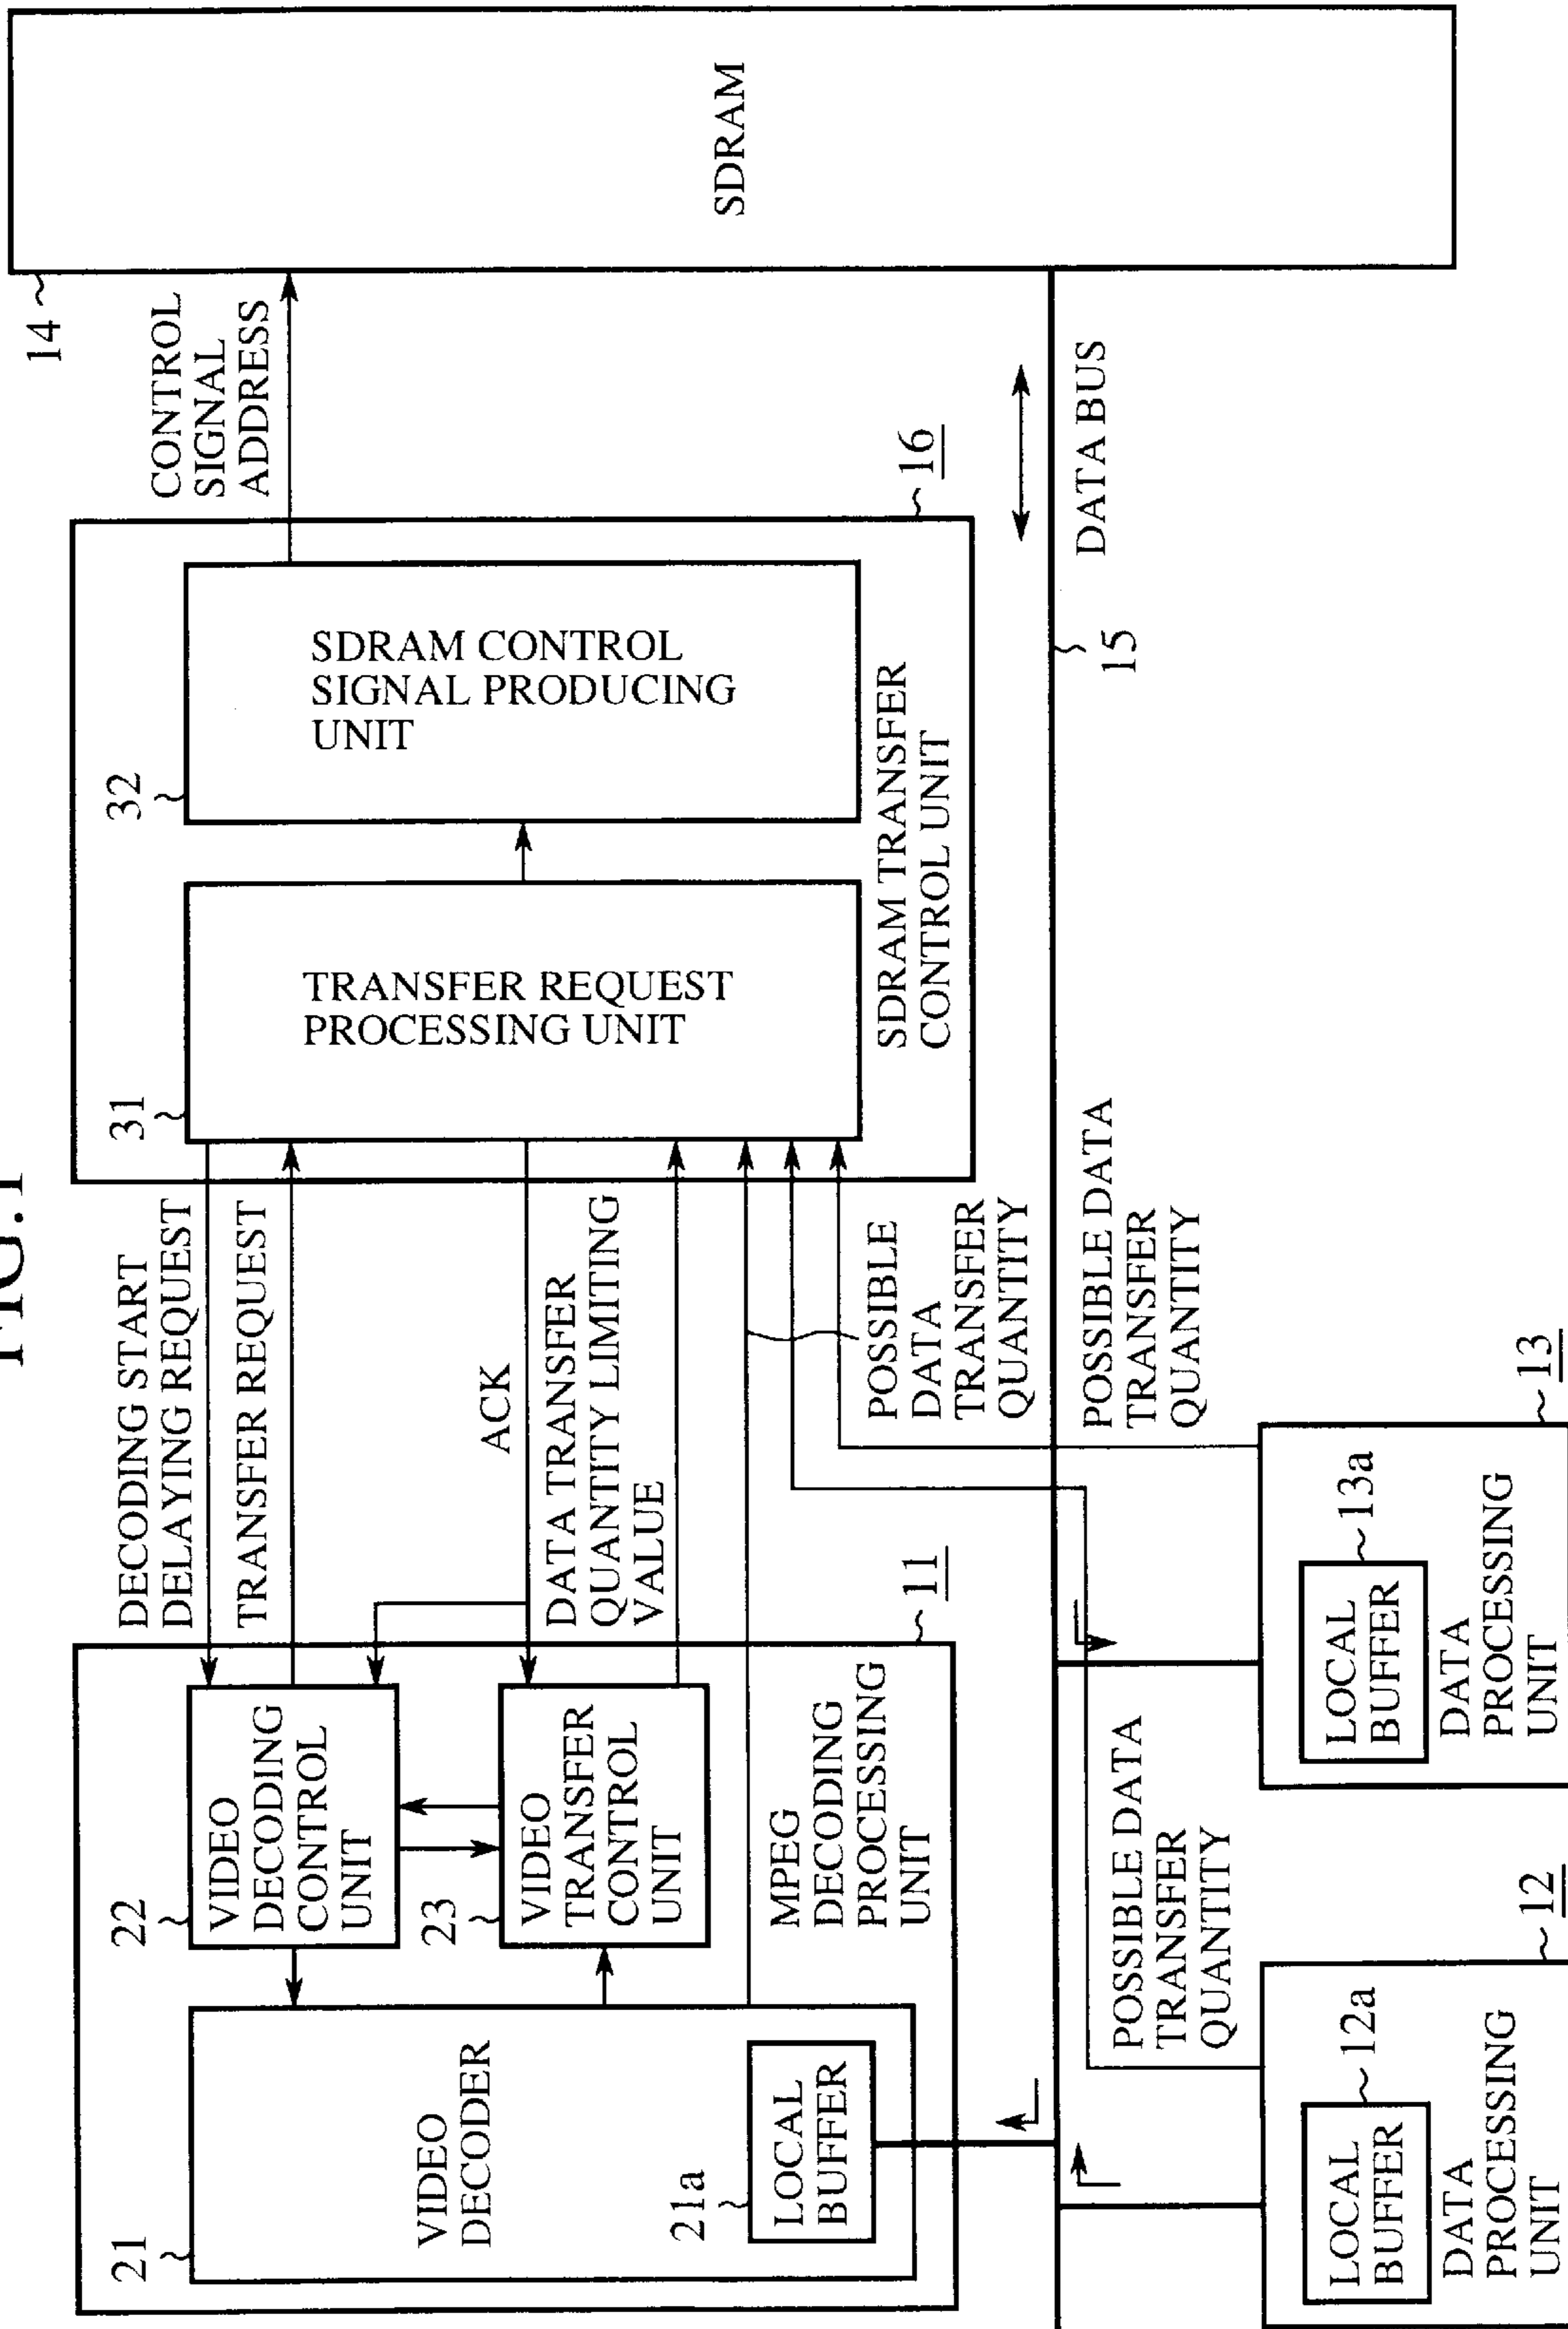 FIG.1
21
VIDEO
DECODER
21a
LOCAL
BUFFER
22
VIDEO
DECODING
CONTROL
UNIT
23
VIDEO
TRANSFER
CONTROL
UNIT
MPEG
DECODING
PROCESSING
UNIT
11
DECODING START
DELAYING REQUEST
TRANSFER REQUEST
ACK
DATA TRANSFER
QUANTITY LIMITING
VALUE
POSSIBLE
DATA
TRANSFER
QUANTITY
31
TRANSFER REQUEST
PROCESSING UNIT
32
SDRAM CONTROL
SIGNAL PRODUCING
UNIT
SDRAM TRANSFER
CONTROL UNIT
16
CONTROL
SIGNAL
ADDRESS
14
SDRAM
DATA BUS
15
POSSIBLE DATA
TRANSFER
QUANTITY
POSSIBLE DATA
TRANSFER
QUANTITY
LOCAL
BUFFER
12a
DATA
PROCESSING
UNIT
12
LOCAL
BUFFER
13a
DATA
PROCESSING
UNIT
13